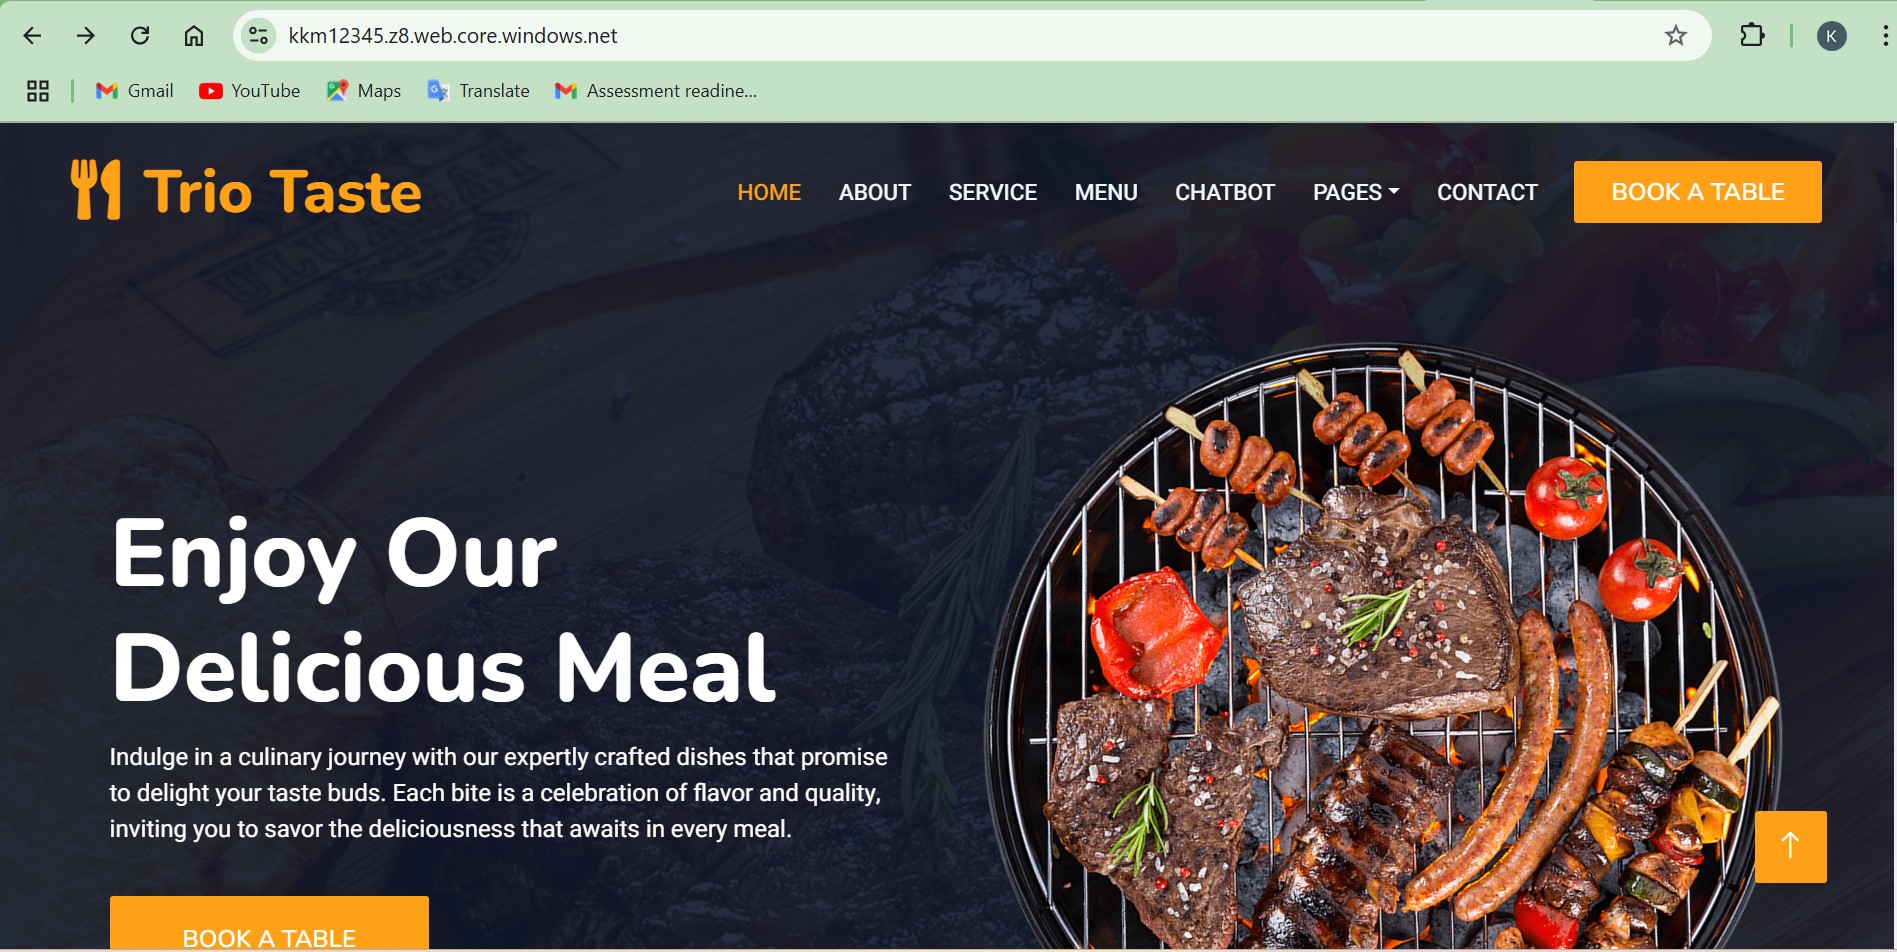 kkm12345.z8.web.core.windows.net
K
Gmail YouTube Maps Translate Assessment readine...
Trio Taste
HOME ABOUT SERVICE MENU CHATBOT PAGES CONTACT BOOK A TABLE
Enjoy Our
Delicious Meal
Indulge in a culinary journey with our expertly crafted dishes that promise
to delight your taste buds. Each bite is a celebration of flavor and quality,
inviting you to savor the deliciousness that awaits in every meal.
BOOK A TABLE